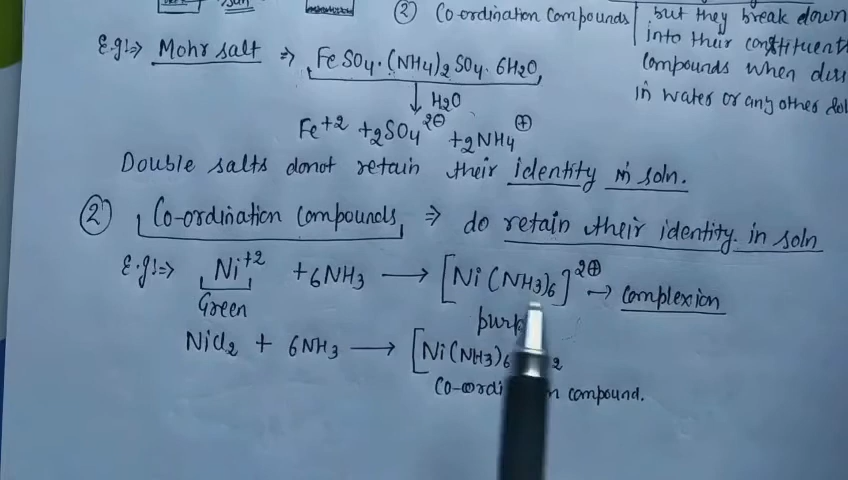 ② Co-ordination Compounds
but they break down
into their constituent
compounds when diss
in water or any other sol
E.g:⇒ Mohr salt ⇒ FeSO4·(NH4)2SO4·6H2O
↓ H2O
Fe+2 + 2SO4 2⊖ + 2NH4 ⊕
Double salts donot retain their identity in soln.
② Co-ordination compounds ⇒ do retain their identity in soln
E.g:⇒ Ni+2 + 6NH3 ⟶ [Ni(NH3)6]2⊕ → complexion
Green
NiCl2 + 6NH3 ⟶ [Ni(NH3)6 2
compound.